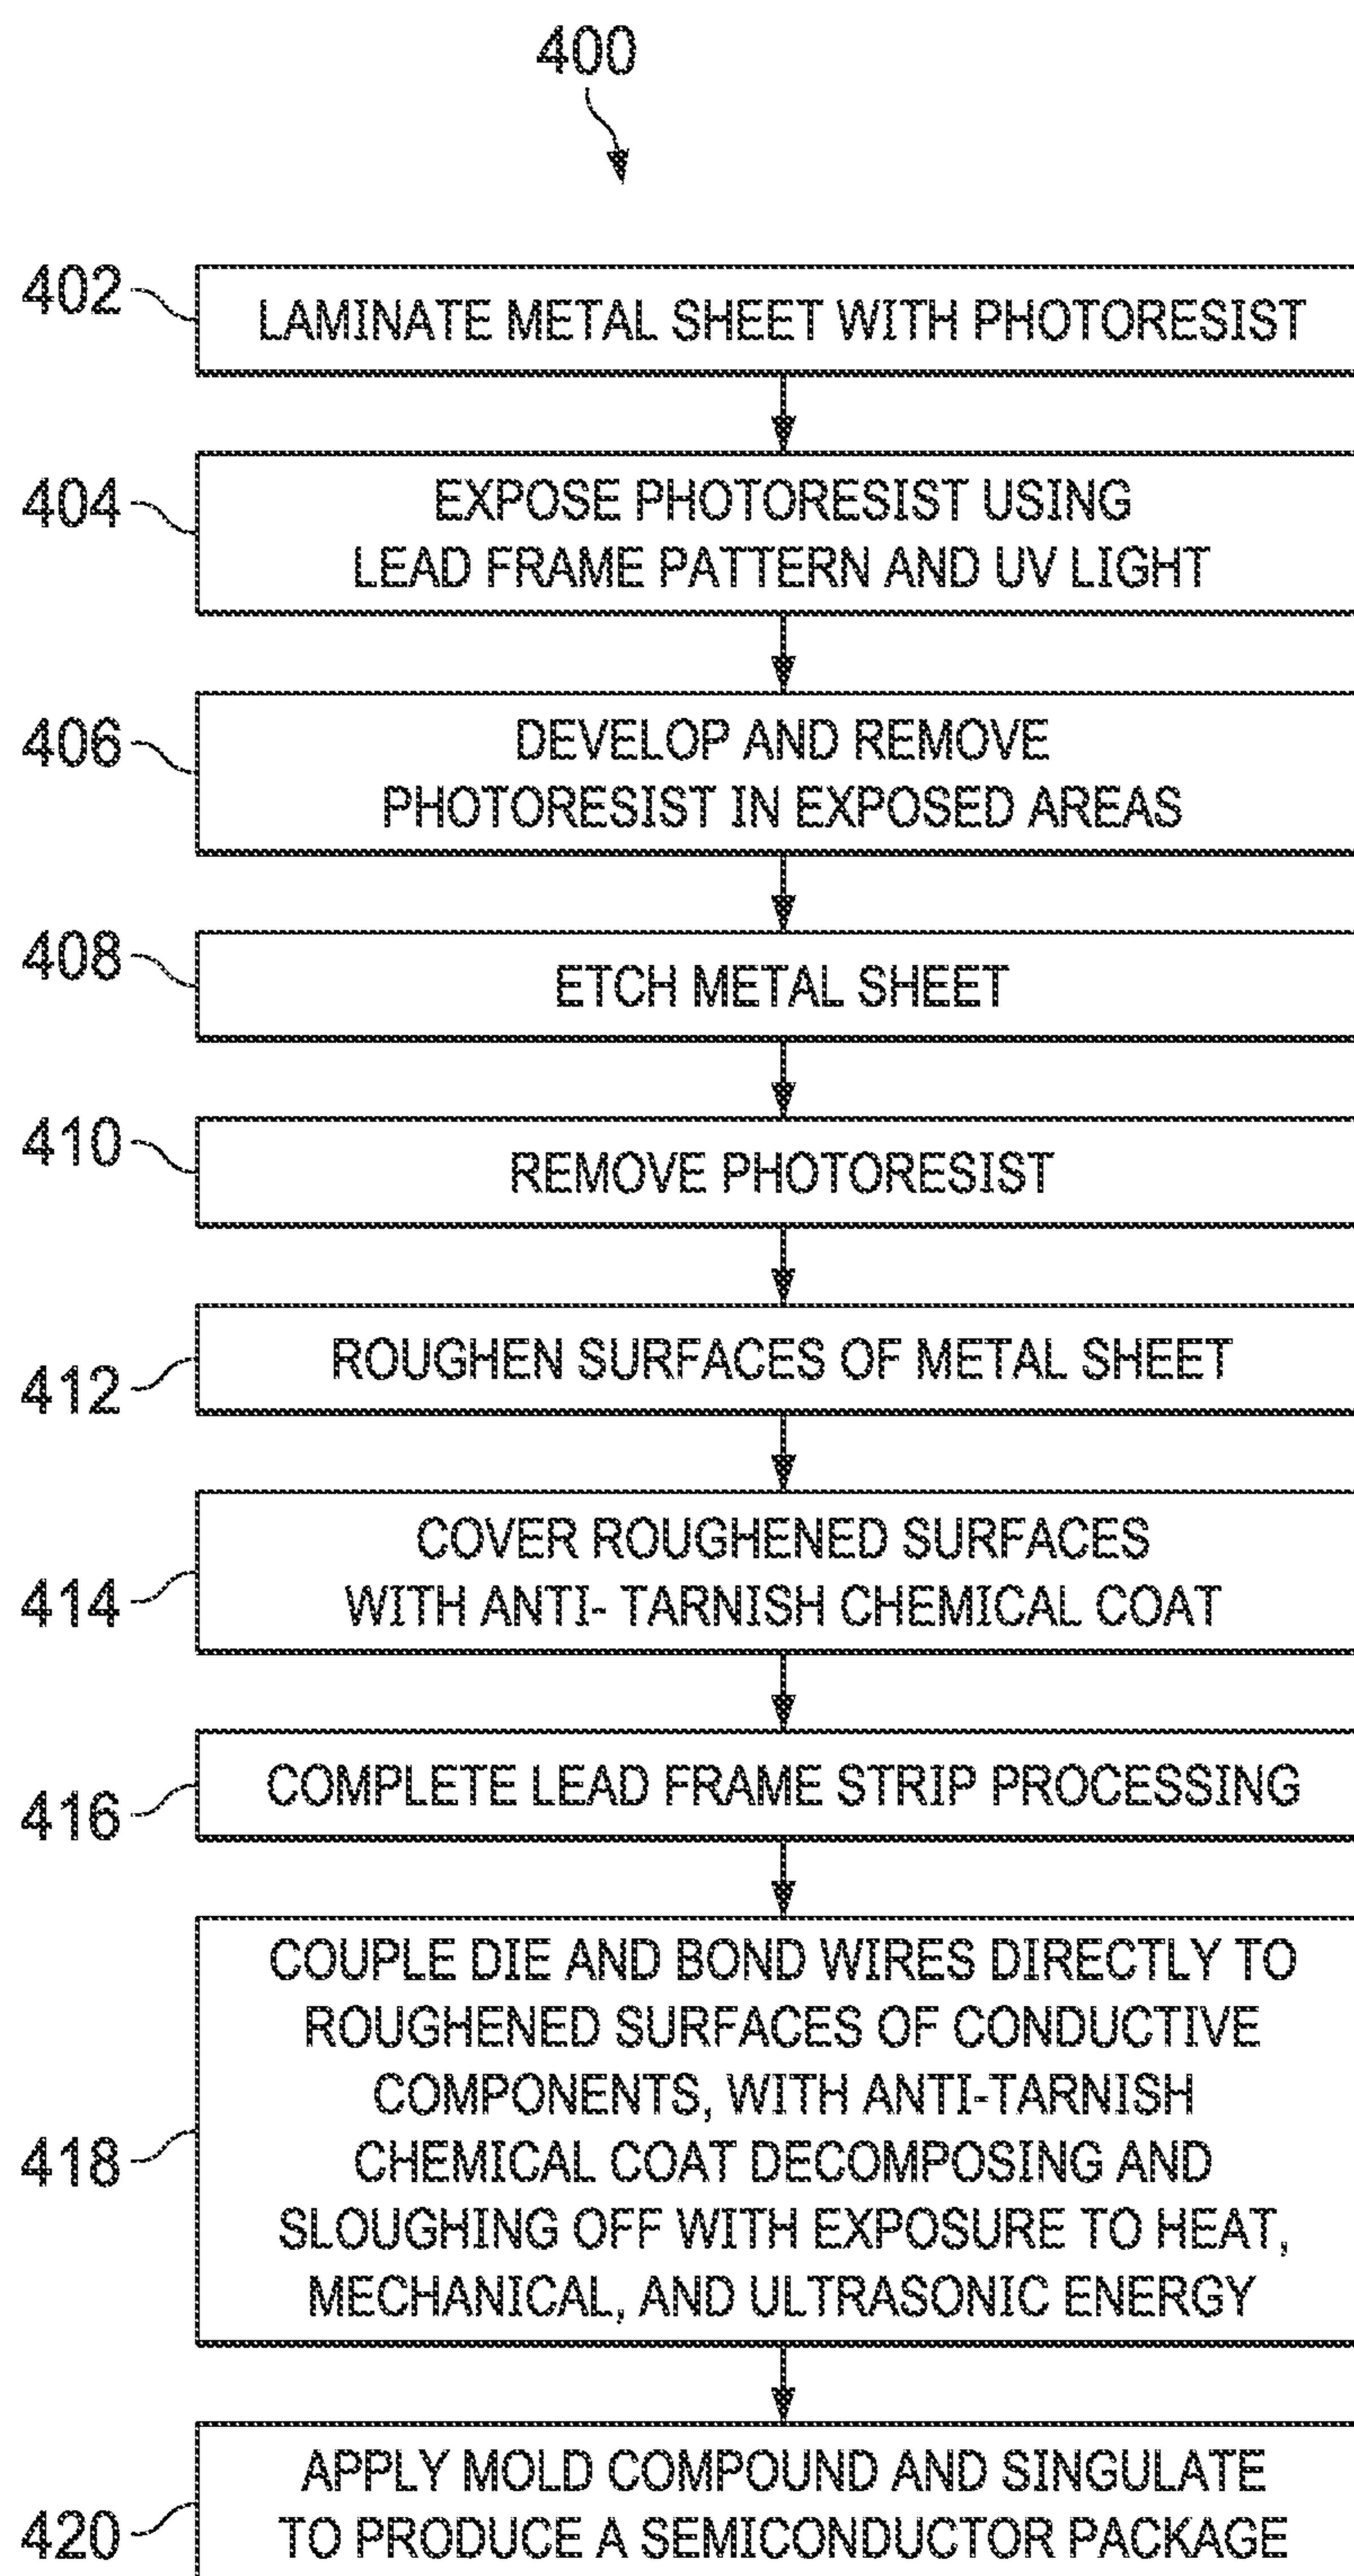 400
402
LAMINATE METAL SHEET WITH PHOTORESIST
404
EXPOSE PHOTORESIST USING
LEAD FRAME PATTERN AND UV LIGHT
406
DEVELOP AND REMOVE
PHOTORESIST IN EXPOSED AREAS
408
ETCH METAL SHEET
410
REMOVE PHOTORESIST
412
ROUGHEN SURFACES OF METAL SHEET
414
COVER ROUGHENED SURFACES
WITH ANTI- TARNISH CHEMICAL COAT
416
COMPLETE LEAD FRAME STRIP PROCESSING
418
COUPLE DIE AND BOND WIRES DIRECTLY TO
ROUGHENED SURFACES OF CONDUCTIVE
COMPONENTS, WITH ANTI-TARNISH
CHEMICAL COAT DECOMPOSING AND
SLOUGHING OFF WITH EXPOSURE TO HEAT,
MECHANICAL, AND ULTRASONIC ENERGY
420
APPLY MOLD COMPOUND AND SINGULATE
TO PRODUCE A SEMICONDUCTOR PACKAGE